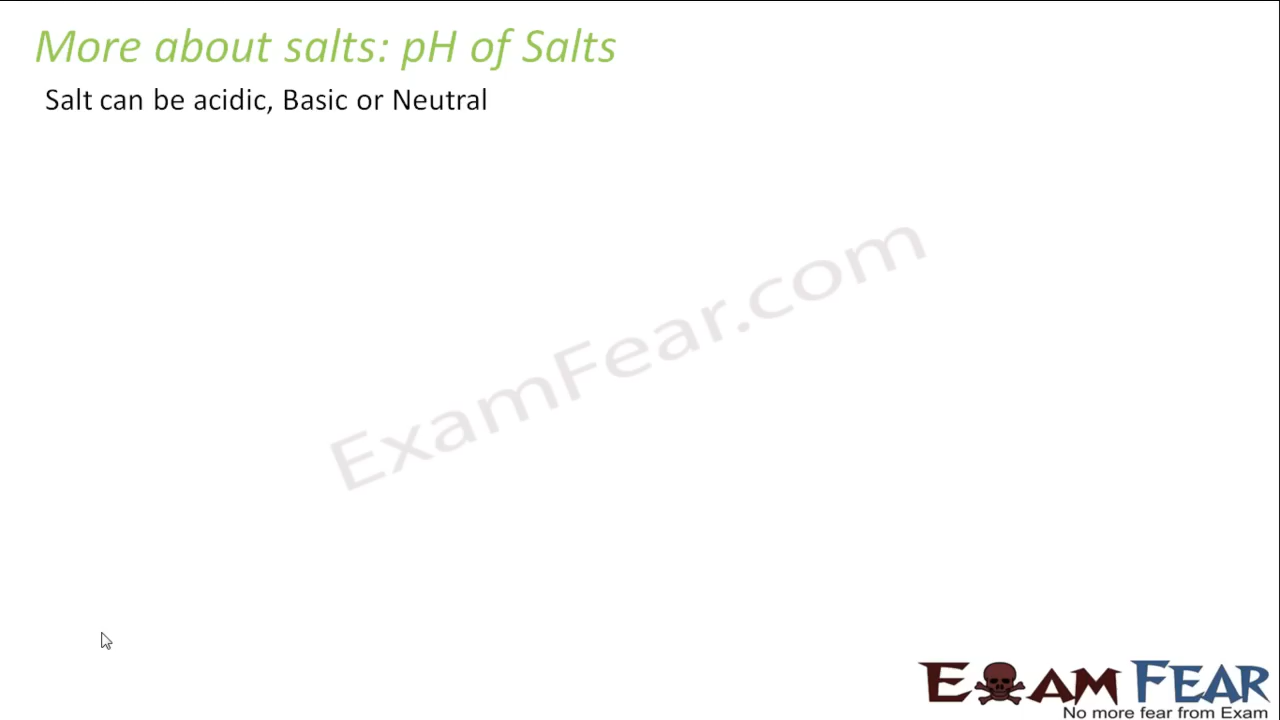 More about salts: pH of Salts
Salt can be acidic, Basic or Neutral
ExamFear.com
EXAM FEAR
No more fear from Exam